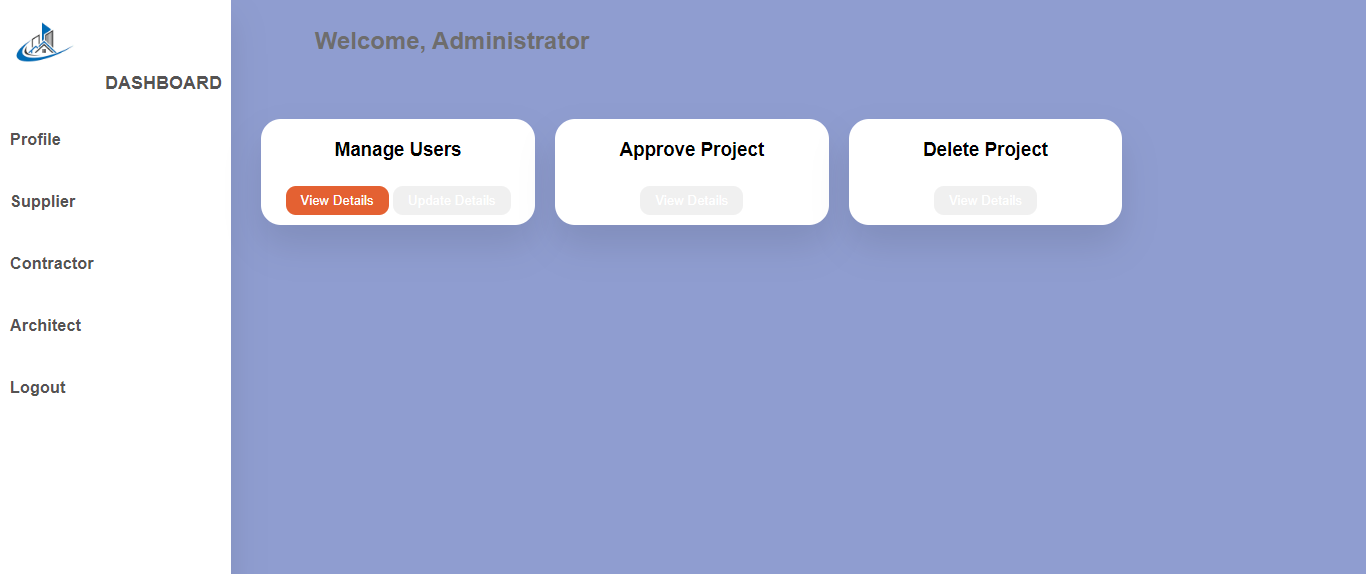 DASHBOARD
Profile
Supplier
Contractor
Architect
Logout
Welcome, Administrator
Manage Users
View Details
Update Details
Approve Project
View Details
Delete Project
View Details